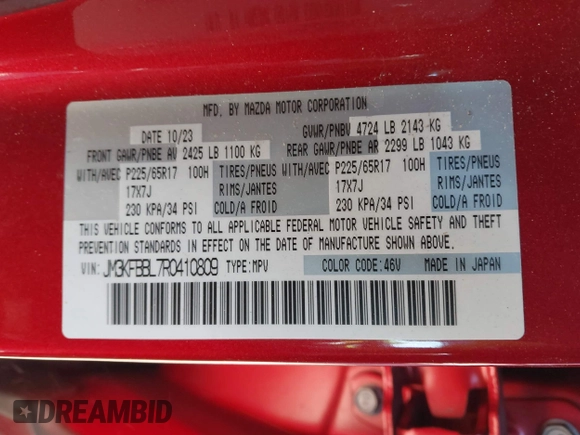 MFD. BY MAZDA MOTOR CORPORATION
DATE 10/23 GVWR/PNBV 4724 LB 2143 KG
FRONT GAWR/PNBE AV 2425 LB 1100 KG REAR GAWR/PNBE AR 2299 LB 1043 KG
WITH/AVEC P225/65R17 100H TIRES/PNEUS WITH/AVEC P225/65R17 100H TIRES/PNEUS
17X7J RIMS/JANTES 17X7J RIMS/JANTES
230 KPA/34 PSI COLD/A FROID 230 KPA/34 PSI COLD/A FROID
THIS VEHICLE CONFORMS TO ALL APPLICABLE FEDERAL MOTOR VEHICLE SAFETY AND THEFT
PREVENTION STANDARDS IN EFFECT ON THE DATE OF MANUFACTURE SHOWN ABOVE.
VIN: JM3KFBBL7R0410809 TYPE:MPV COLOR CODE:46V MADE IN JAPAN
DREAMBID